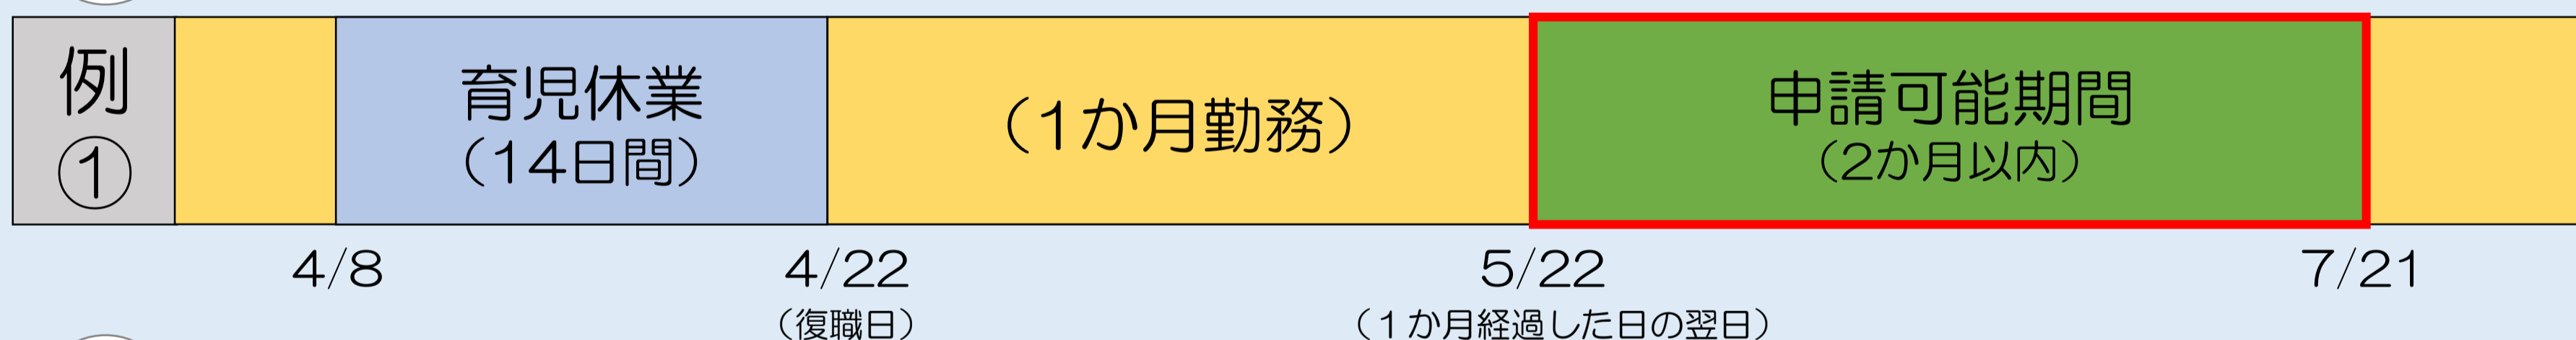 例
①
育児休業
（14日間）
（1か月勤務）
申請可能期間
（2か月以内）
4/8
4/22
（復職日）
5/22
（１か月経過した日の翌日）
7/21